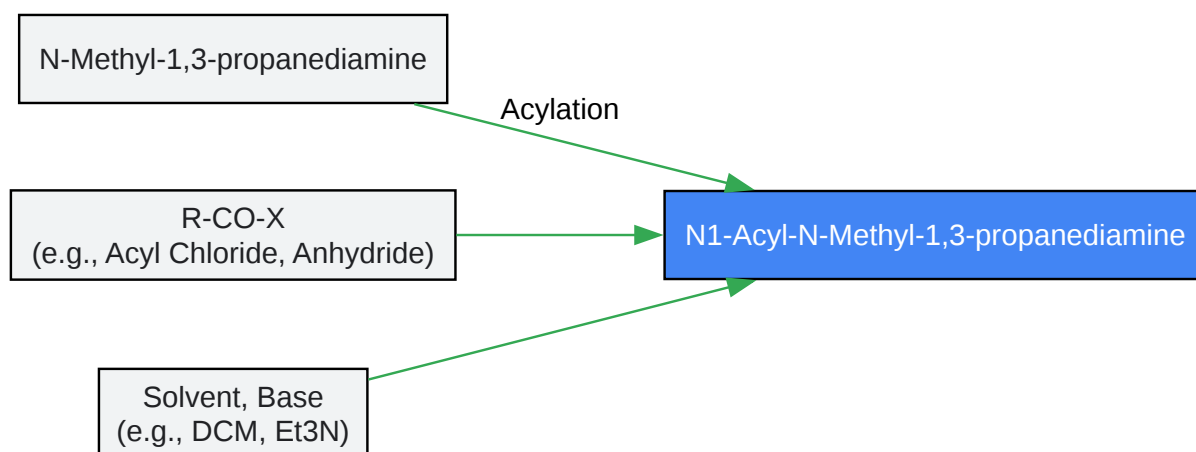 N-Methyl-1,3-propanediamine
Acylation
R-CO-X
(e.g., Acyl Chloride, Anhydride)
N1-Acyl-N-Methyl-1,3-propanediamine
Solvent, Base
(e.g., DCM, Et3N)